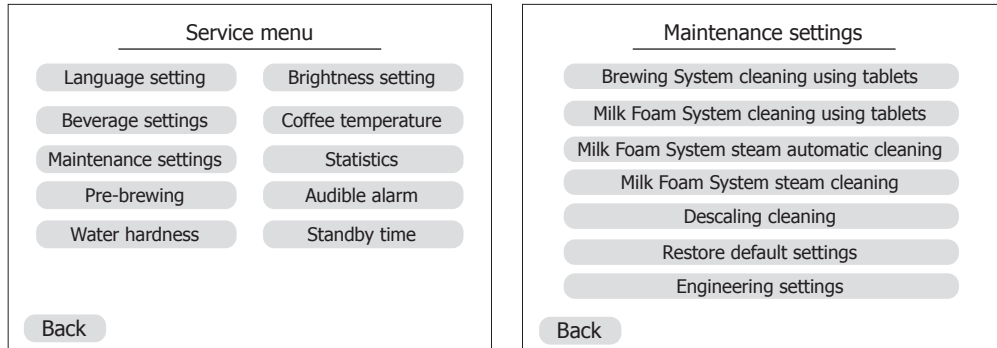 Service menu
Language setting
Brightness setting
Beverage settings
Coffee temperature
Maintenance settings
Statistics
Pre-brewing
Audible alarm
Water hardness
Standby time
Back
Maintenance settings
Brewing System cleaning using tablets
Milk Foam System cleaning using tablets
Milk Foam System steam automatic cleaning
Milk Foam System steam cleaning
Descaling cleaning
Restore default settings
Engineering settings
Back